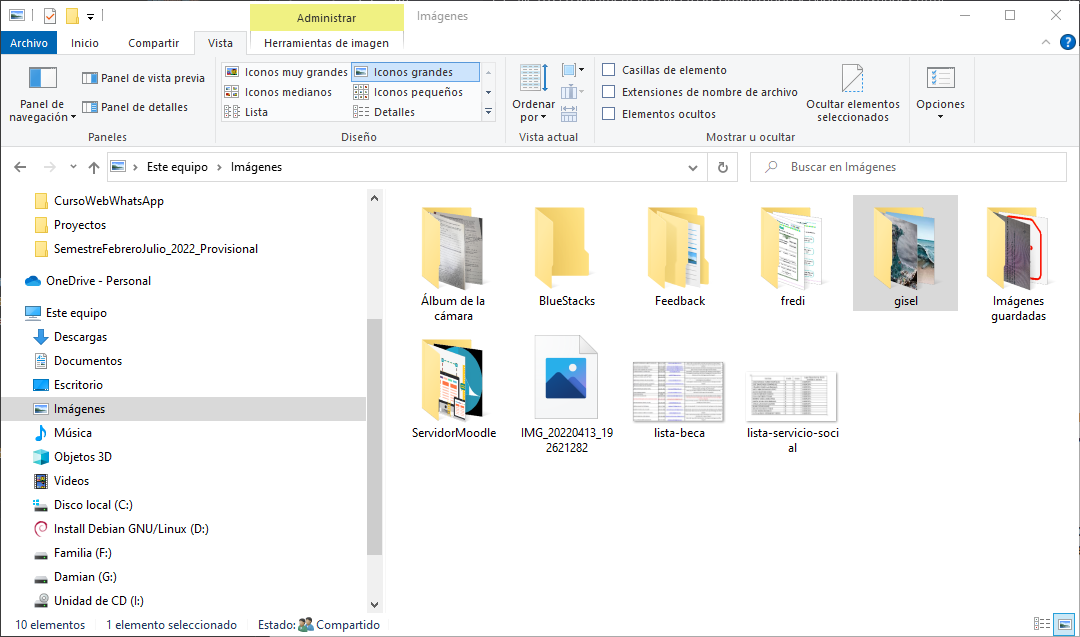 Administrar
Imágenes
Archivo
Inicio
Compartir
Vista
Herramientas de imagen
Panel de navegación
Panel de vista previa
Panel de detalles
Paneles
Iconos muy grandes
Iconos grandes
Iconos medianos
Iconos pequeños
Lista
Detalles
Diseño
Ordenar por
Vista actual
Casillas de elemento
Extensiones de nombre de archivo
Elementos ocultos
Ocultar elementos seleccionados
Mostrar u ocultar
Opciones
Este equipo
Imágenes
Buscar en Imágenes
CursoWebWhatsApp
Proyectos
SemestreFebreroJulio_2022_Provisional
OneDrive - Personal
Este equipo
Descargas
Documentos
Escritorio
Imágenes
Música
Objetos 3D
Videos
Disco local (C:)
Install Debian GNU/Linux (D:)
Familia (F:)
Damian (G:)
Unidad de CD (I:)
Álbum de la
cámara
BlueStacks
Feedback
fredi
gisel
Imágenes
guardadas
ServidorMoodle
IMG_20220413_19
2621282
lista-beca
lista-servicio-soci
al
10 elementos
1 elemento seleccionado
Estado:
Compartido